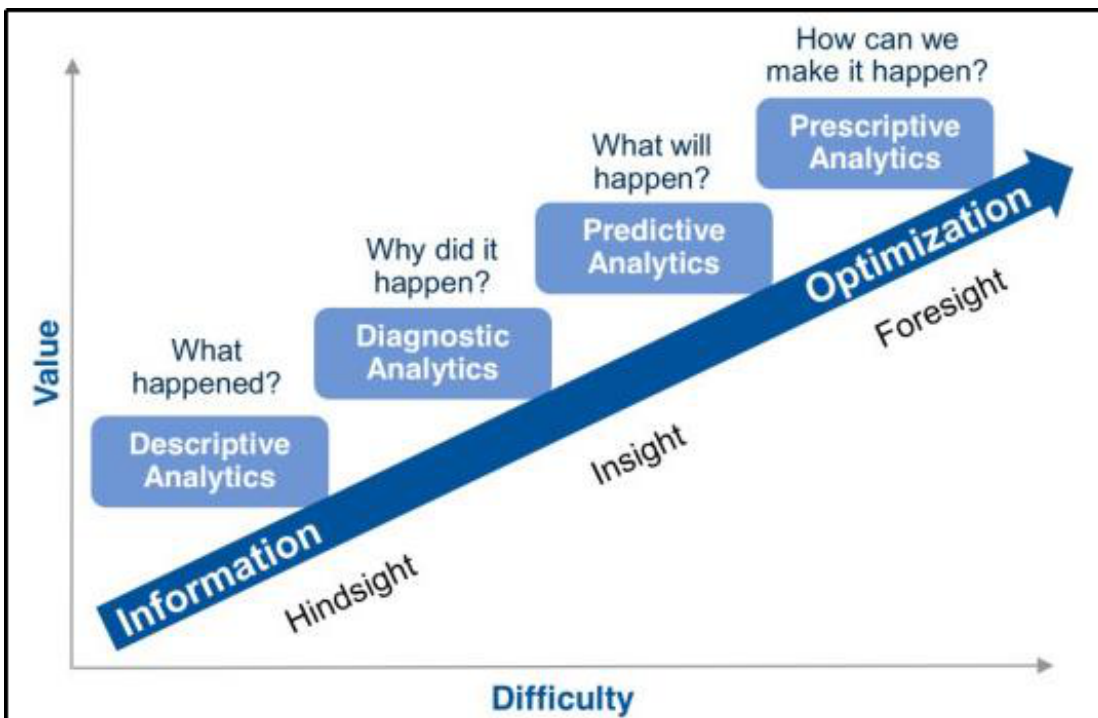 How can we
make it happen?
Prescriptive
Analytics
What will
happen?
Predictive
Analytics
Why did it
happen?
Diagnostic
Analytics
What
happened?
Descriptive
Analytics
Value
Information
Optimization
Hindsight
Insight
Foresight
Difficulty